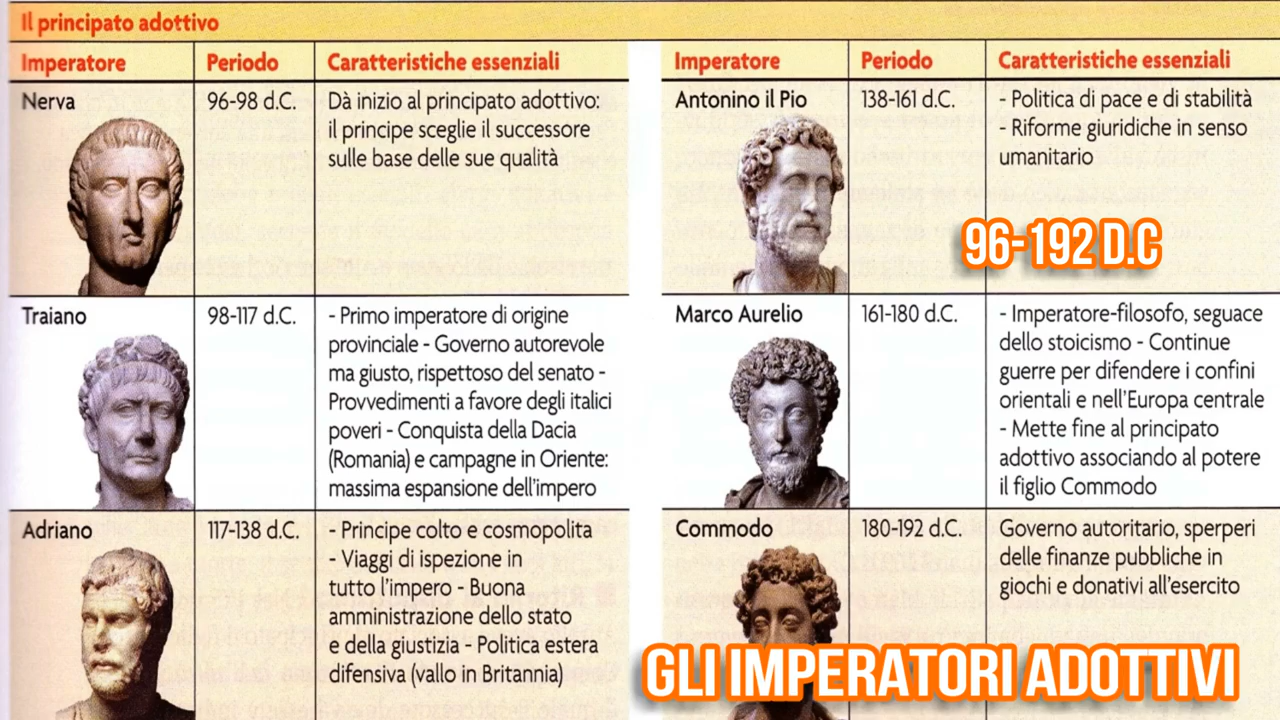 Il principato adottivo
Imperatore Periodo Caratteristiche essenziali
Nerva
96-98 d.C.
Dà inizio al principato adottivo:
il principe sceglie il successore
sulle base delle sue qualità
Traiano
98-117 d.C.
- Primo imperatore di origine
provinciale - Governo autorevole
ma giusto, rispettoso del senato -
Provvedimenti a favore degli italici
poveri - Conquista della Dacia
(Romania) e campagne in Oriente:
massima espansione dell'impero
Adriano
117-138 d.C.
- Principe colto e cosmopolita
- Viaggi di ispezione in
tutto l'impero - Buona
amministrazione dello stato
e della giustizia - Politica estera
difensiva (vallo in Britannia)
Imperatore Periodo Caratteristiche essenziali
Antonino il Pio
138-161 d.C.
- Politica di pace e di stabilità
- Riforme giuridiche in senso
umanitario
96-192 D.C
Marco Aurelio
161-180 d.C.
- Imperatore-filosofo, seguace
dello stoicismo - Continue
guerre per difendere i confini
orientali e nell'Europa centrale
- Mette fine al principato
adottivo associando al potere
il figlio Commodo
Commodo
180-192 d.C.
Governo autoritario, sperperi
delle finanze pubbliche in
giochi e donativi all'esercito
GLI IMPERATORI ADOTTIVI